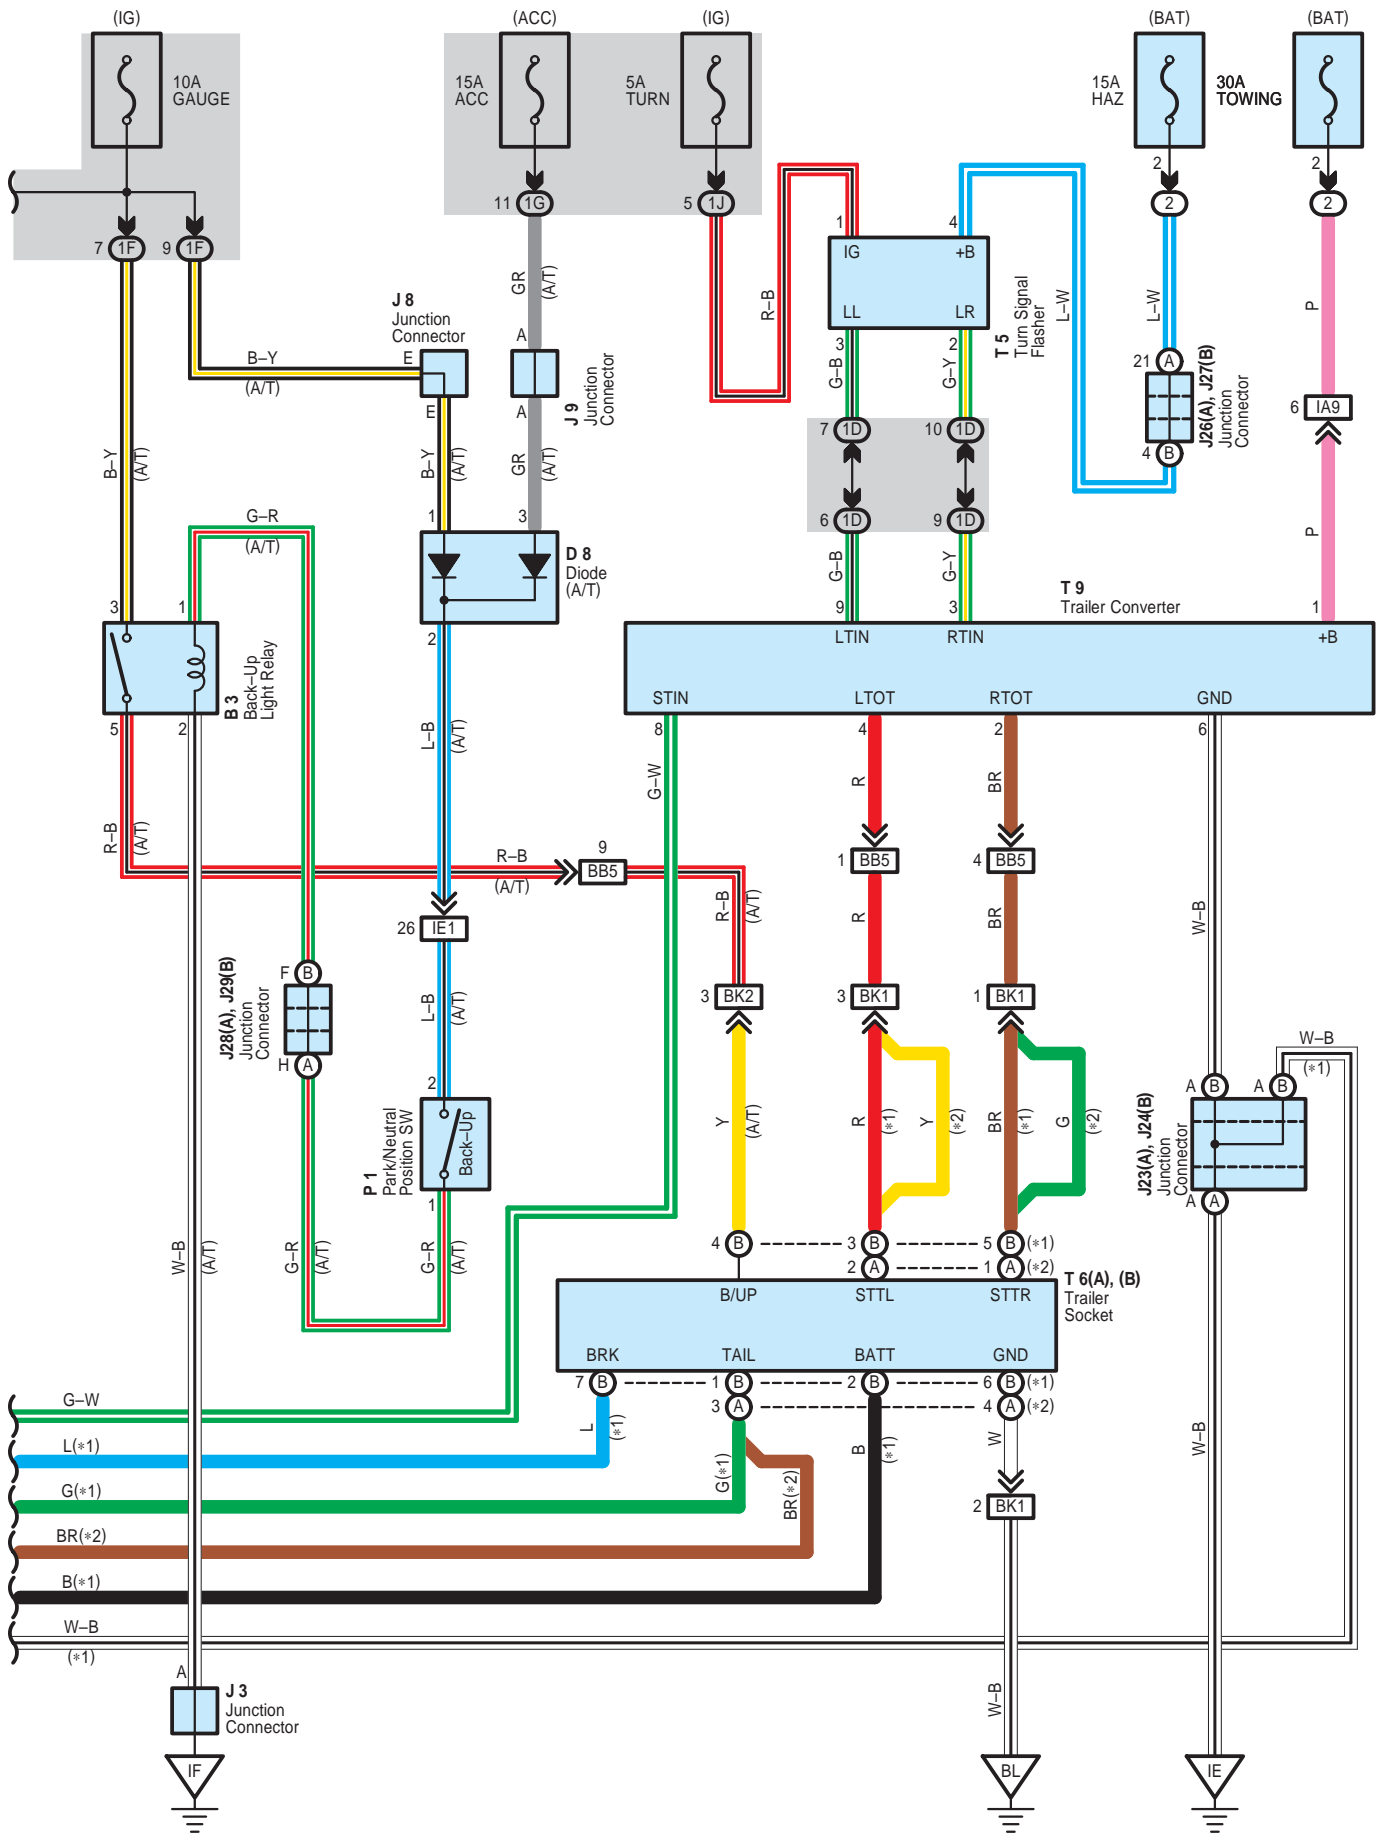 (IG)
(ACC)
(IG)
(BAT)
(BAT)
10A
GAUGE
15A
ACC
5A
TURN
15A
HAZ
30A
TOWING
2
2
11 1G
5 1J
2
2
7 1F
9 1F
1
4
IG
+B
LL
LR
T 5
Turn Signal
Flasher
3
2
R–B
L–W
L–W
P
GR
(A/T)
J 8
Junction
Connector
E
E
B–Y
(A/T)
A
A
J 9
Junction
Connector
G–B
G–Y
21 A
4 B
J26(A), J27(B)
Junction
Connector
6 IA9
7 1D
10 1D
6 1D
9 1D
B–Y
(A/T)
B–Y
(A/T)
GR
(A/T)
G–R
(A/T)
1
3
D 8
Diode
(A/T)
2
G–B
G–Y
P
T 9
Trailer Converter
9
3
1
LTIN
RTIN
+B
STIN
LTOT
RTOT
GND
8
4
2
6
3
1
5
2
B 3
Back–Up
Light Relay
L–B
(A/T)
G–W
R
BR
R–B
(A/T)
R–B
(A/T)
9
BB5
1 BB5
4 BB5
R–B
(A/T)
R
BR
W–B
26 IE1
F B
H A
J28(A), J29(B)
Junction
Connector
L–B
(A/T)
3 BK2
3 BK1
1 BK1
W–B
(*1)
A B
A B
A A
J23(A), J24(B)
Junction
Connector
2
1
P 1
Park/Neutral
Position SW
Back–Up
Y
(A/T)
R
(*1)
Y
(*2)
BR
(*1)
G
(*2)
W–B
(A/T)
G–R
(A/T)
G–R
(A/T)
4 B
3 B
5 B (*1)
2 A
1 A (*2)
T 6(A), (B)
Trailer
Socket
B/UP
STTL
STTR
BRK
TAIL
BATT
GND
7 B
1 B
2 B
6 B (*1)
3 A
4 A (*2)
G–W
L(*1)
G(*1)
BR(*2)
B(*1)
W–B
(*1)
L
(*1)
G(*1)
BR(*2)
B
(*1)
W
2 BK1
W–B
W–B
A
J 3
Junction
Connector
IF
BL
IE